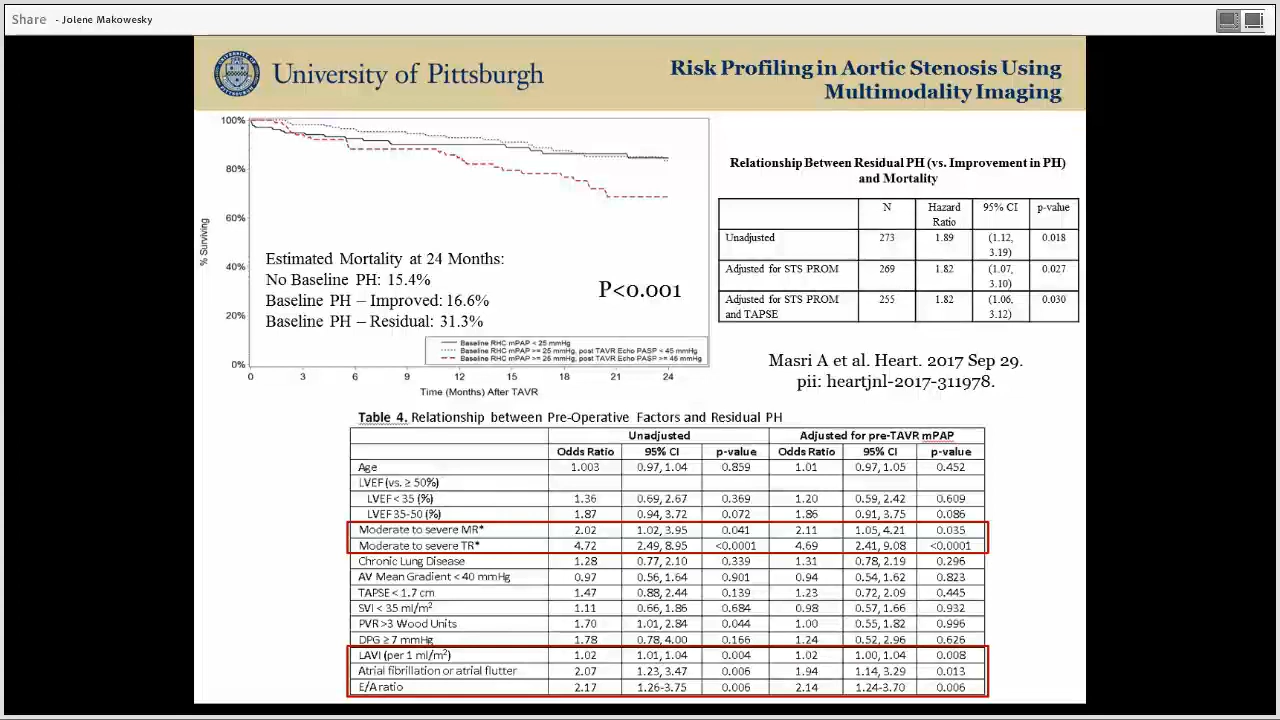 Share - Jolene Makowesky
University of Pittsburgh
Risk Profiling in Aortic Stenosis Using
Multimodality Imaging
100%
80%
60%
40%
20%
0%
% Surviving
Estimated Mortality at 24 Months:
No Baseline PH: 15.4%
Baseline PH – Improved: 16.6%
Baseline PH – Residual: 31.3%
P<0.001
Baseline RHC mPAP < 25 mmHg
Baseline RHC mPAP >= 25 mmHg, post TAVR Echo PASP < 45 mmHg
Baseline RHC mPAP >= 25 mmHg, post TAVR Echo PASP >= 45 mmHg
0 3 6 9 12 15 18 21 24
Time (Months) After TAVR
Relationship Between Residual PH (vs. Improvement in PH)
and Mortality
N Hazard Ratio 95% CI p-value
Unadjusted 273 1.89 (1.12, 3.19) 0.018
Adjusted for STS PROM 269 1.82 (1.07, 3.10) 0.027
Adjusted for STS PROM and TAPSE 255 1.82 (1.06, 3.12) 0.030
Masri A et al. Heart. 2017 Sep 29.
pii: heartjnl-2017-311978.
Table 4. Relationship between Pre-Operative Factors and Residual PH
Unadjusted Adjusted for pre-TAVR mPAP
Odds Ratio 95% CI p-value Odds Ratio 95% CI p-value
Age 1.003 0.97, 1.04 0.859 1.01 0.97, 1.05 0.452
LVEF (vs. ≥ 50%)
LVEF < 35 (%) 1.36 0.69, 2.67 0.369 1.20 0.59, 2.42 0.609
LVEF 35-50 (%) 1.87 0.94, 3.72 0.072 1.86 0.91, 3.75 0.086
Moderate to severe MR* 2.02 1.02, 3.95 0.041 2.11 1.05, 4.21 0.035
Moderate to severe TR* 4.72 2.49, 8.95 <0.0001 4.69 2.41, 9.08 <0.0001
Chronic Lung Disease 1.28 0.77, 2.10 0.339 1.31 0.78, 2.19 0.296
AV Mean Gradient < 40 mmHg 0.97 0.56, 1.64 0.901 0.94 0.54, 1.62 0.823
TAPSE < 1.7 cm 1.47 0.88, 2.44 0.139 1.23 0.72, 2.09 0.445
SVI < 35 ml/m² 1.11 0.66, 1.86 0.684 0.98 0.57, 1.66 0.932
PVR >3 Wood Units 1.70 1.01, 2.84 0.044 1.00 0.55, 1.82 0.996
DPG ≥ 7 mmHg 1.78 0.78, 4.00 0.166 1.24 0.52, 2.96 0.626
LAVI (per 1 ml/m²) 1.02 1.01, 1.04 0.004 1.02 1.00, 1.04 0.008
Atrial fibrillation or atrial flutter 2.07 1.23, 3.47 0.006 1.94 1.14, 3.29 0.013
E/A ratio 2.17 1.26-3.75 0.006 2.14 1.24-3.70 0.006